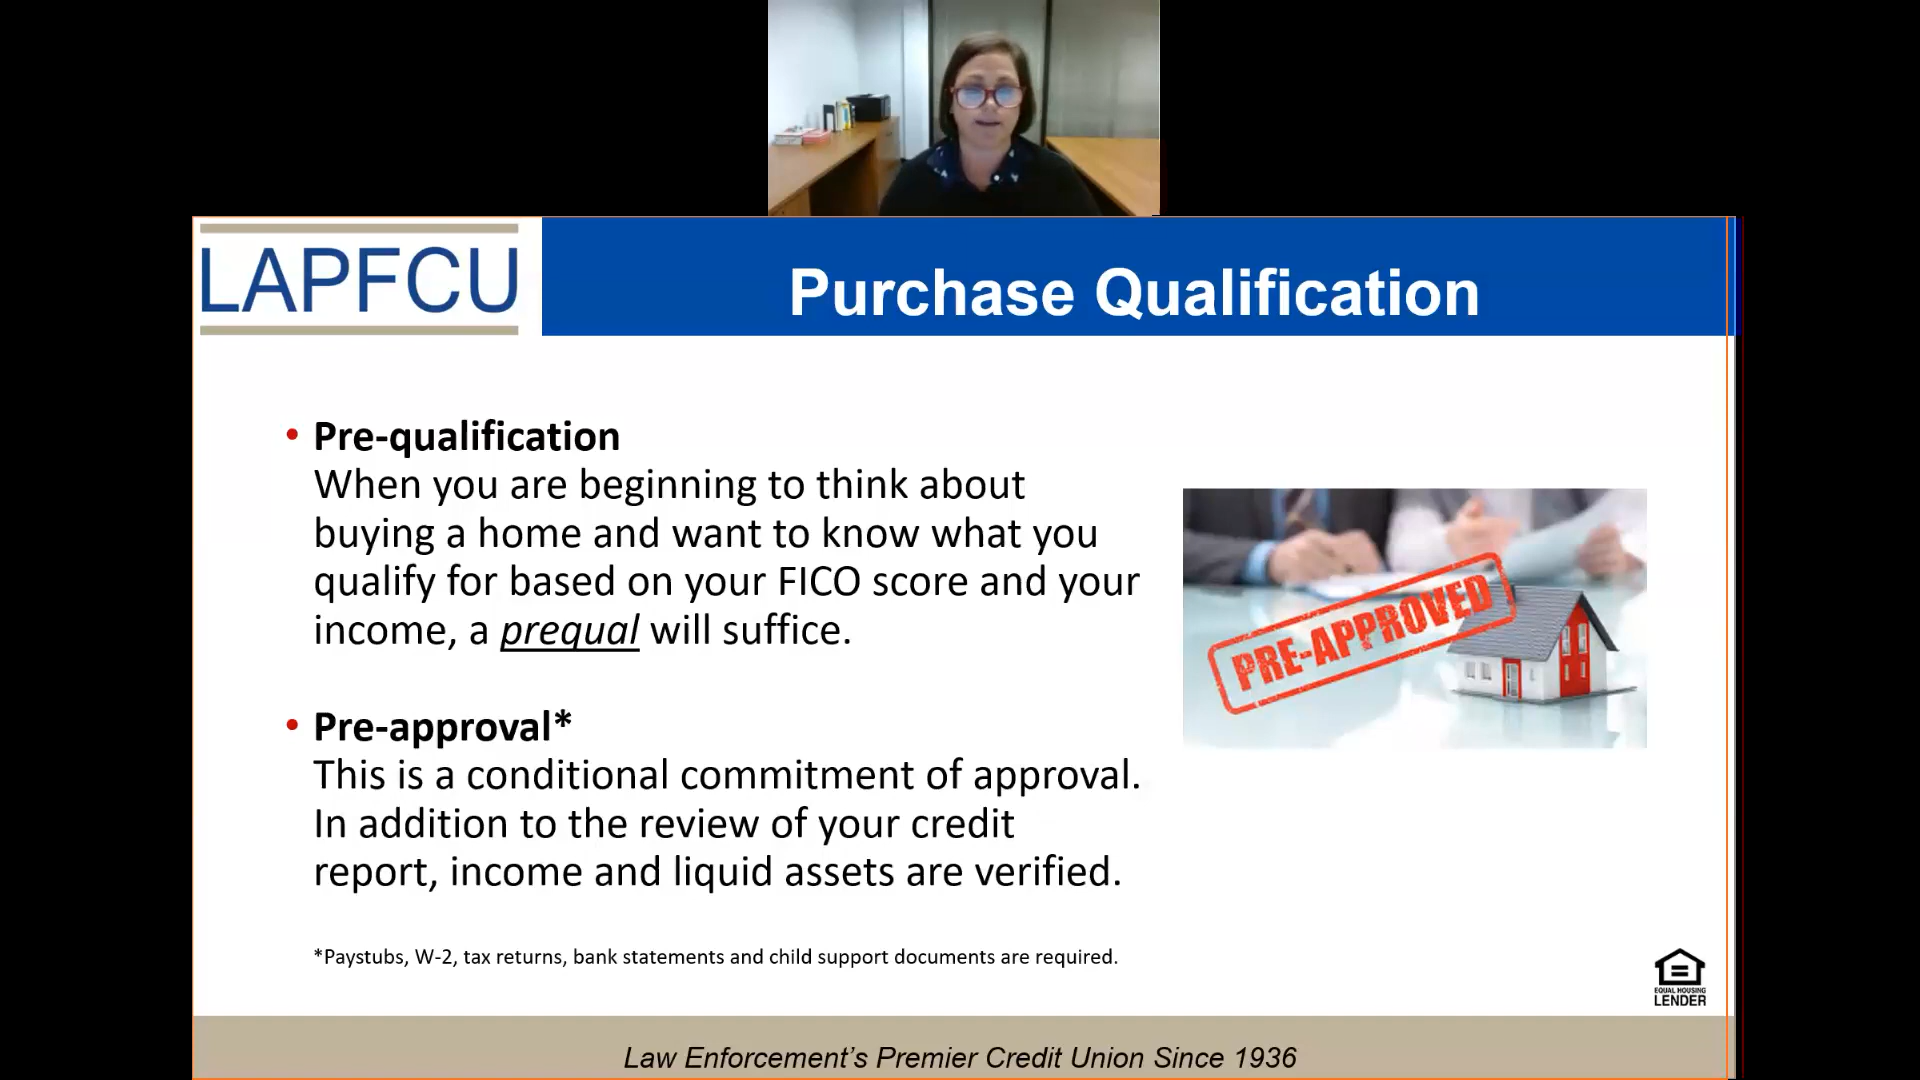 LAPFCU
Purchase Qualification
• Pre-qualification
When you are beginning to think about
buying a home and want to know what you
qualify for based on your FICO score and your
income, a prequal will suffice.
PRE-APPROVED
• Pre-approval*
This is a conditional commitment of approval.
In addition to the review of your credit
report, income and liquid assets are verified.
*Paystubs, W-2, tax returns, bank statements and child support documents are required.
EQUAL HOUSING
LENDER
Law Enforcement’s Premier Credit Union Since 1936